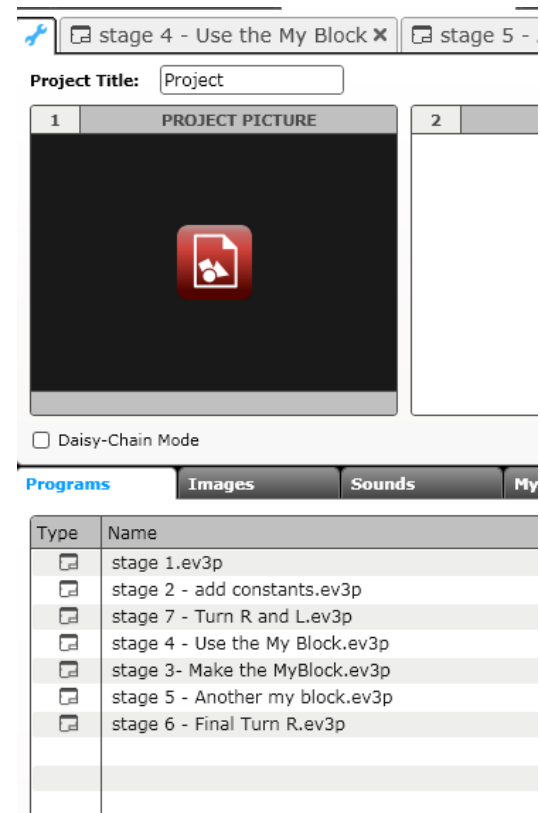 stage 4 - Use the My Block stage 5 -
Project Title: Project
1 PROJECT PICTURE 2
Daisy-Chain Mode
Programs Images Sounds My
Type Name
stage 1.ev3p
stage 2 - add constants.ev3p
stage 7 - Turn R and L.ev3p
stage 4 - Use the My Block.ev3p
stage 3- Make the MyBlock.ev3p
stage 5 - Another my block.ev3p
stage 6 - Final Turn R.ev3p